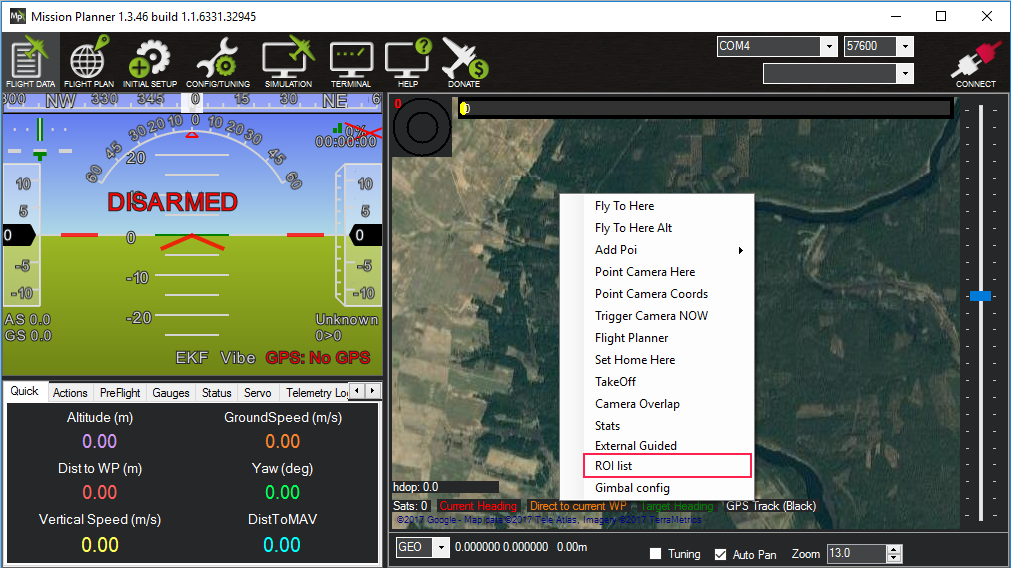 Mission Planner 1.3.46 build 1.1.6331.32945
COM4 57600
FLIGHT DATA FLIGHT PLAN INITIAL SETUP CONFIG/TUNING SIMULATION TERMINAL HELP DONATE CONNECT
300 NW 330 345 0 15 30 NE 6
0%
00:00:00
60 45 30 20 10 0 10 20 30 45 60
20
10 10
DISARMED
5 5
0 0 0
-5 -5
-10 -10 -10
-20
AS 0.0 Unknown
GS 0.0 0>0
EKF Vibe GPS: No GPS
Quick Actions PreFlight Gauges Status Servo Telemetry Log
Altitude (m) GroundSpeed (m/s)
0.00 0.00
Dist to WP (m) Yaw (deg)
0.00 0.00
Vertical Speed (m/s) DistToMAV
0.00 0.00
0
0
Fly To Here
Fly To Here Alt
Add Poi
Point Camera Here
Point Camera Coords
Trigger Camera NOW
Flight Planner
Set Home Here
TakeOff
Camera Overlap
Stats
External Guided
ROI list
Gimbal config
hdop: 0.0
Sats: 0 Current Heading Direct to current WP Target Heading GPS Track (Black)
©2017 Google - Map data ©2017 Tele Atlas, Imagery ©2017 TerraMetrics
GEO 0.000000 0.000000 0.00m Tuning Auto Pan Zoom 13.0